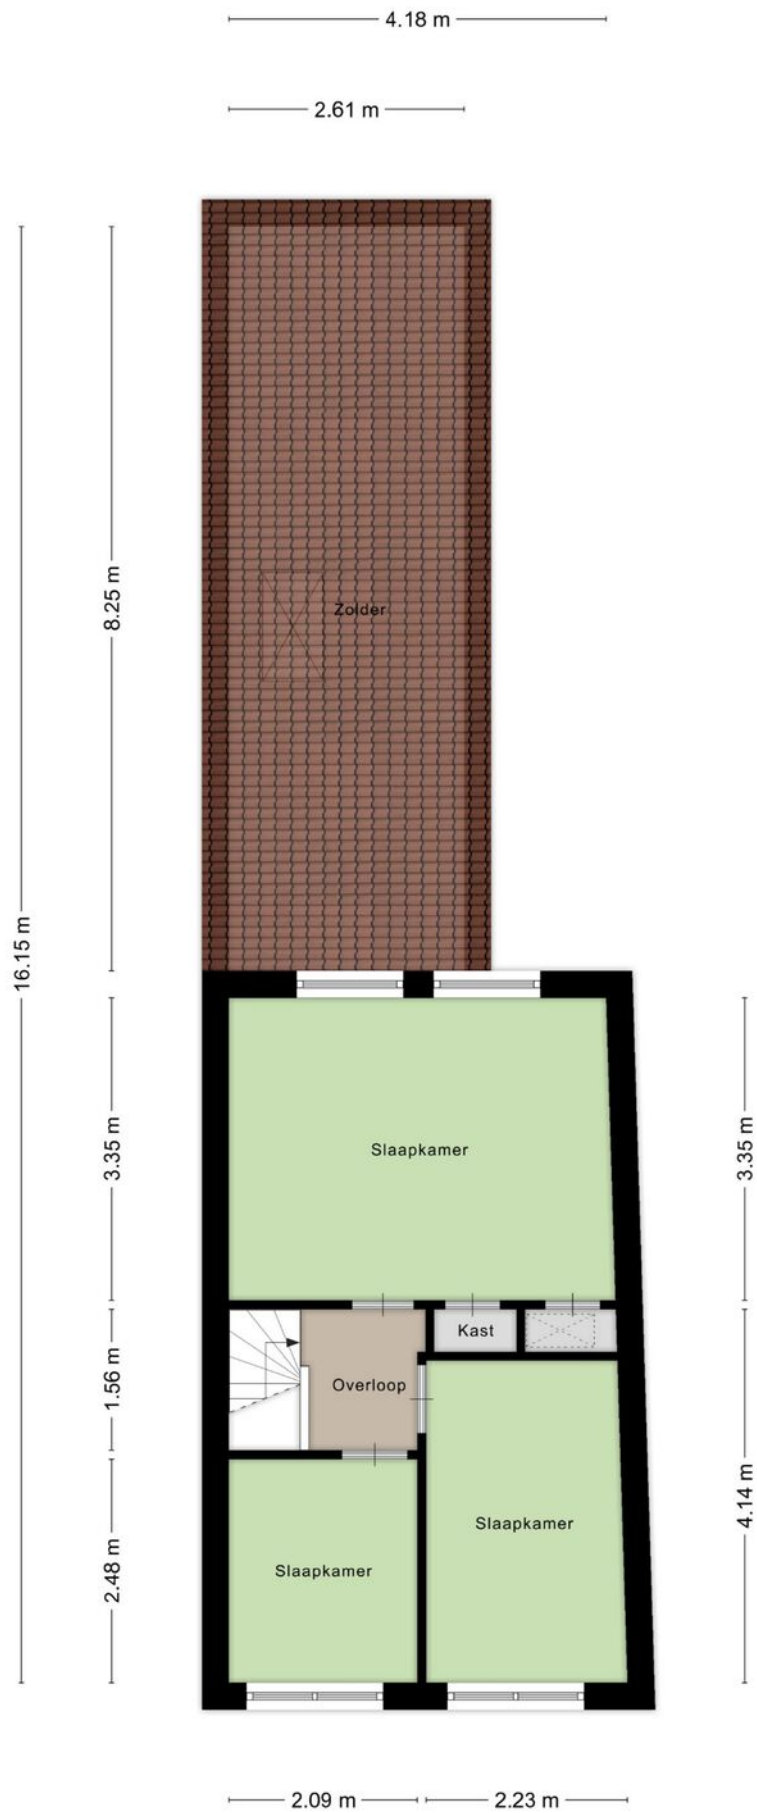 4.18 m
2.61 m
8.25 m
Zolder
16.15 m
3.35 m
Slaapkamer
3.35 m
Kast
1.56 m
Overloop
4.14 m
Slaapkamer
2.48 m
Slaapkamer
2.09 m
2.23 m